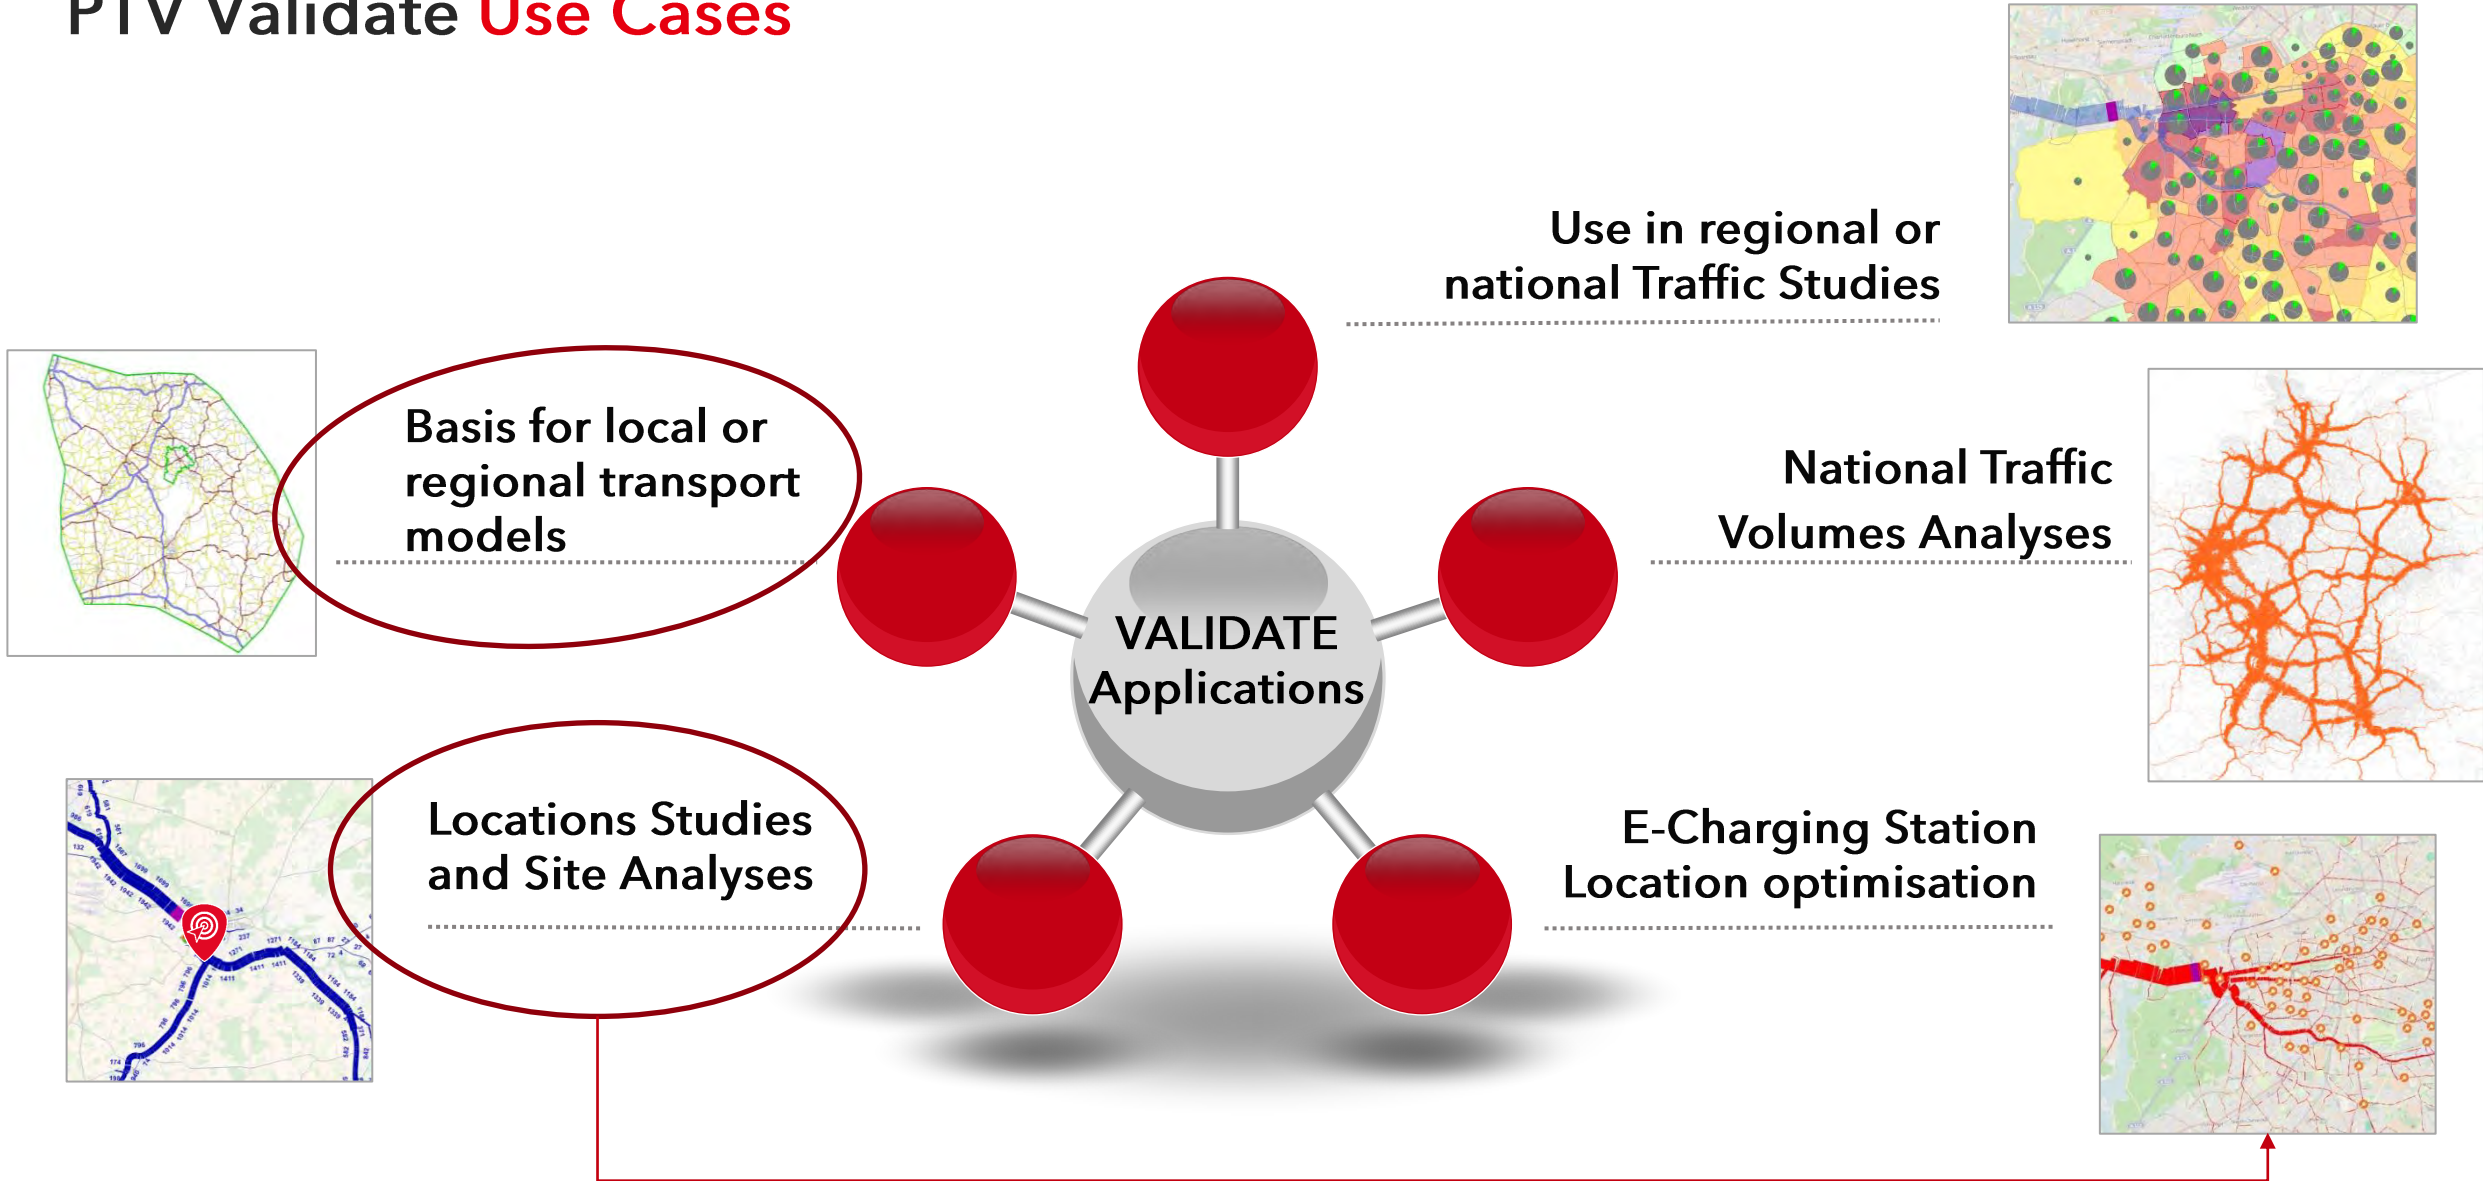 PTV Validate Use Cases
Use in regional or
national Traffic Studies
Basis for local or
regional transport
models
National Traffic
Volumes Analyses
VALIDATE
Applications
Locations Studies
and Site Analyses
E-Charging Station
Location optimisation